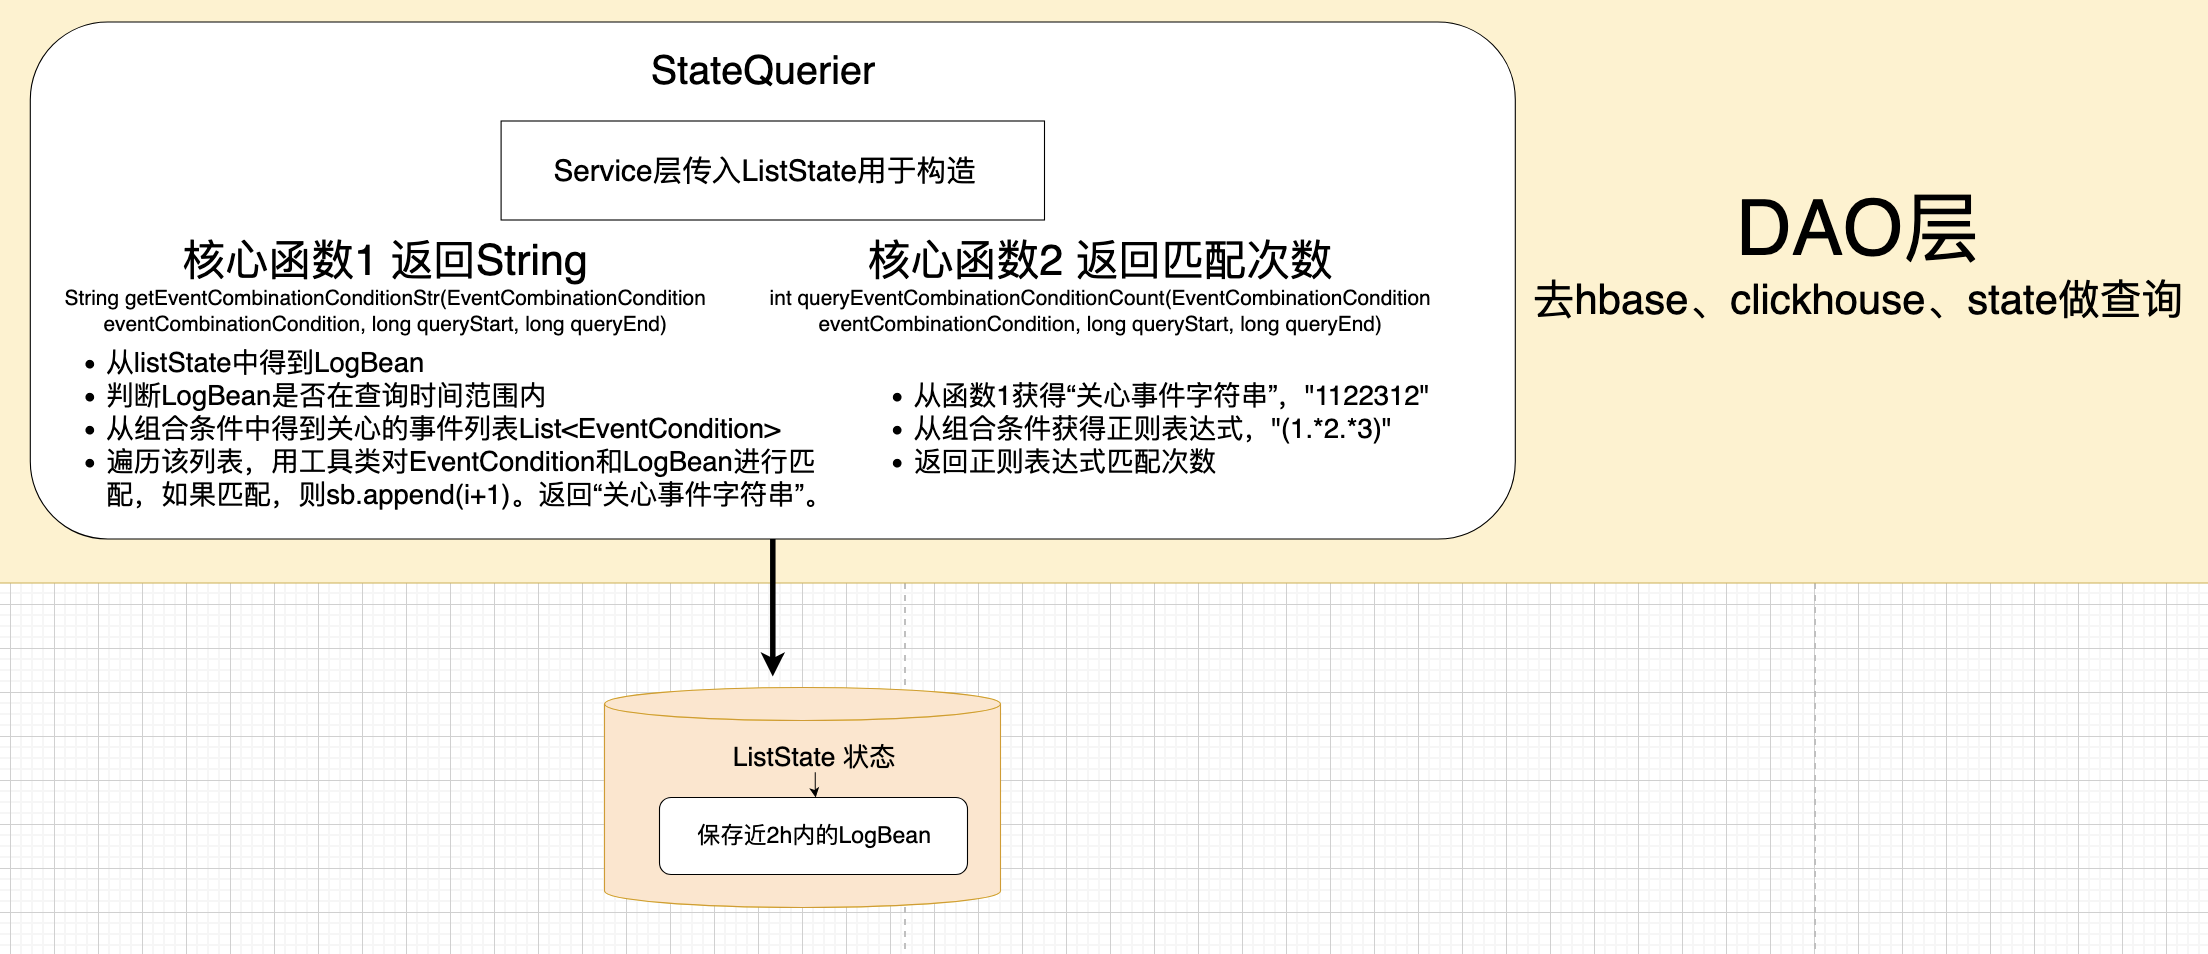 StateQuerier
Service层传入ListState用于构造
核心函数1 返回String
String getEventCombinationConditionStr(EventCombinationCondition
eventCombinationCondition, long queryStart, long queryEnd)
• 从listState中得到LogBean
• 判断LogBean是否在查询时间范围内
• 从组合条件中得到关心的事件列表List<EventCondition>
• 遍历该列表，用工具类对EventCondition和LogBean进行匹
配，如果匹配，则sb.append(i+1)。返回“关心事件字符串”。
核心函数2 返回匹配次数
int queryEventCombinationConditionCount(EventCombinationCondition
eventCombinationCondition, long queryStart, long queryEnd)
• 从函数1获得“关心事件字符串”，"1122312"
• 从组合条件获得正则表达式，"(1.*2.*3)"
• 返回正则表达式匹配次数
DAO层
去hbase、clickhouse、state做查询
ListState 状态
保存近2h内的LogBean